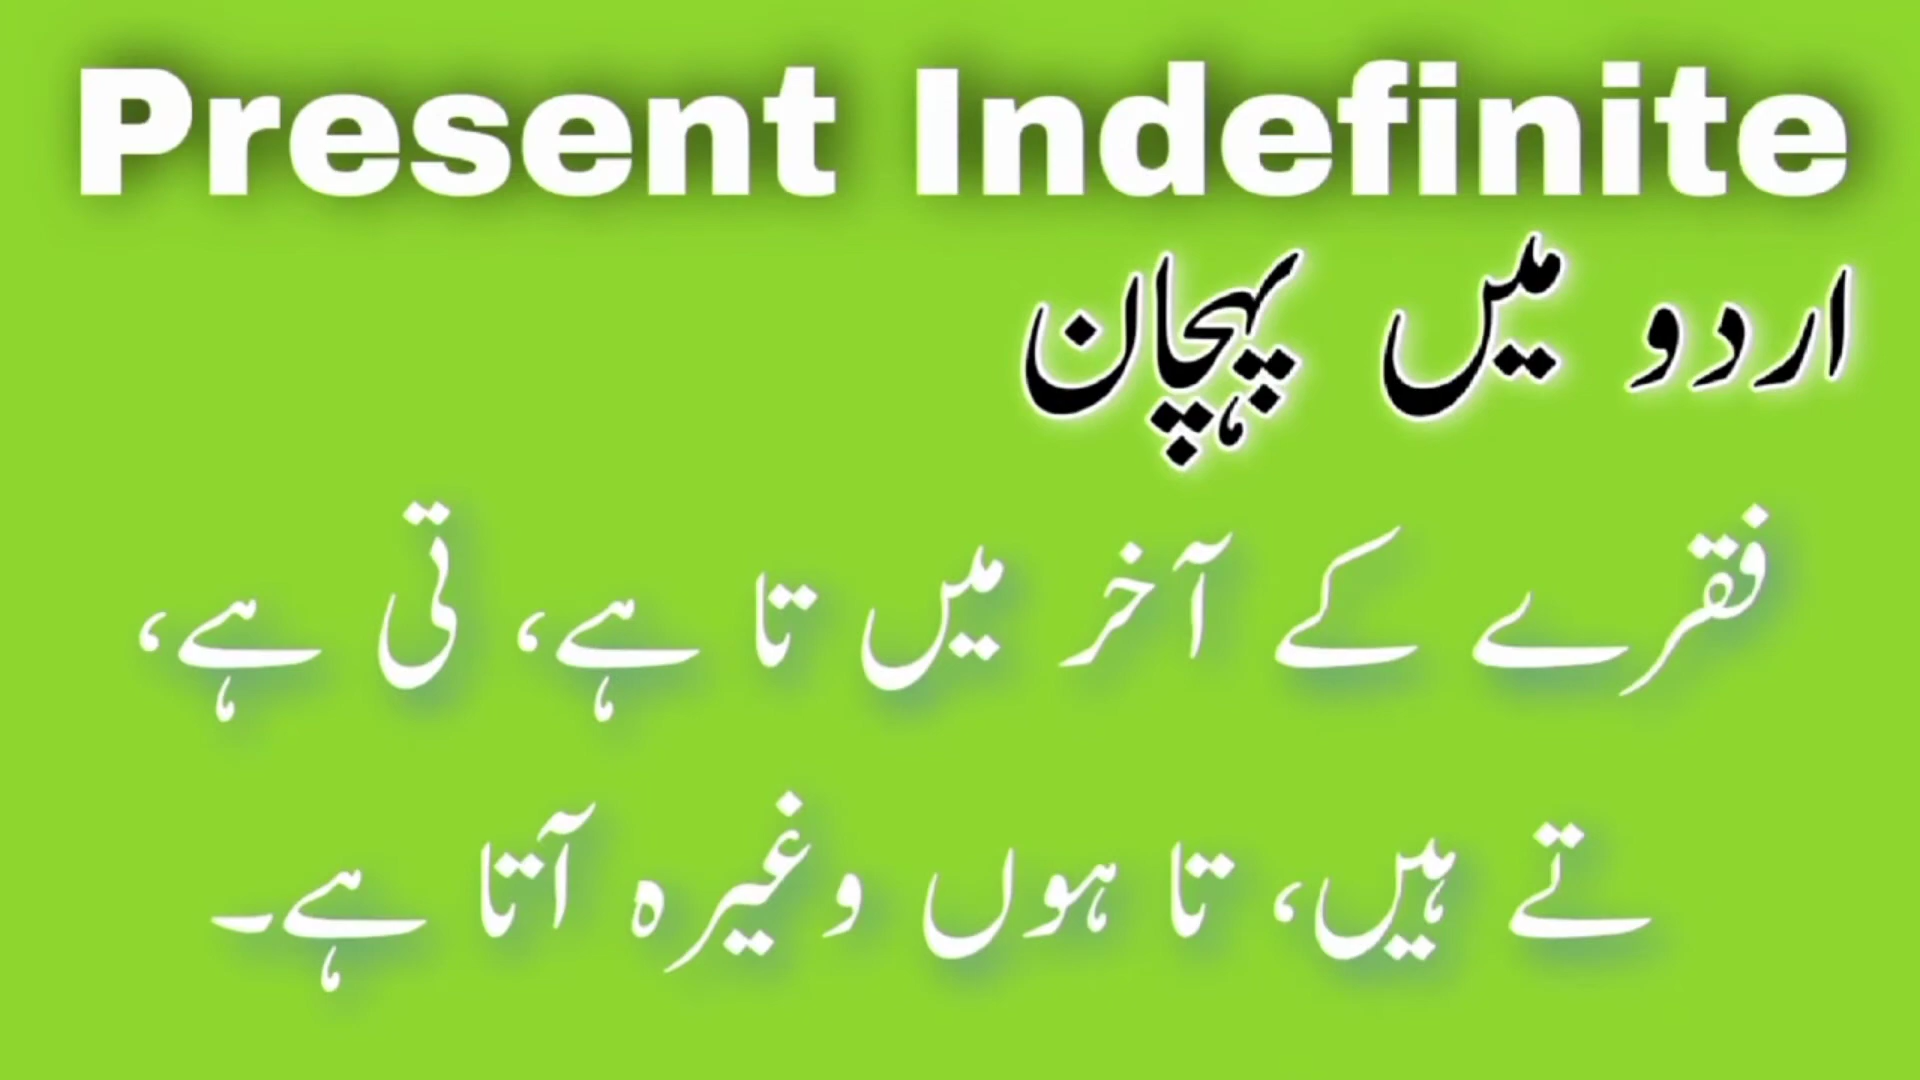 Present Indefinite
اردو میں پہچان
فقرے کے آخر میں تا ہے، تی ہے،
تے ہیں، تا ہوں وغیرہ آتا ہے۔